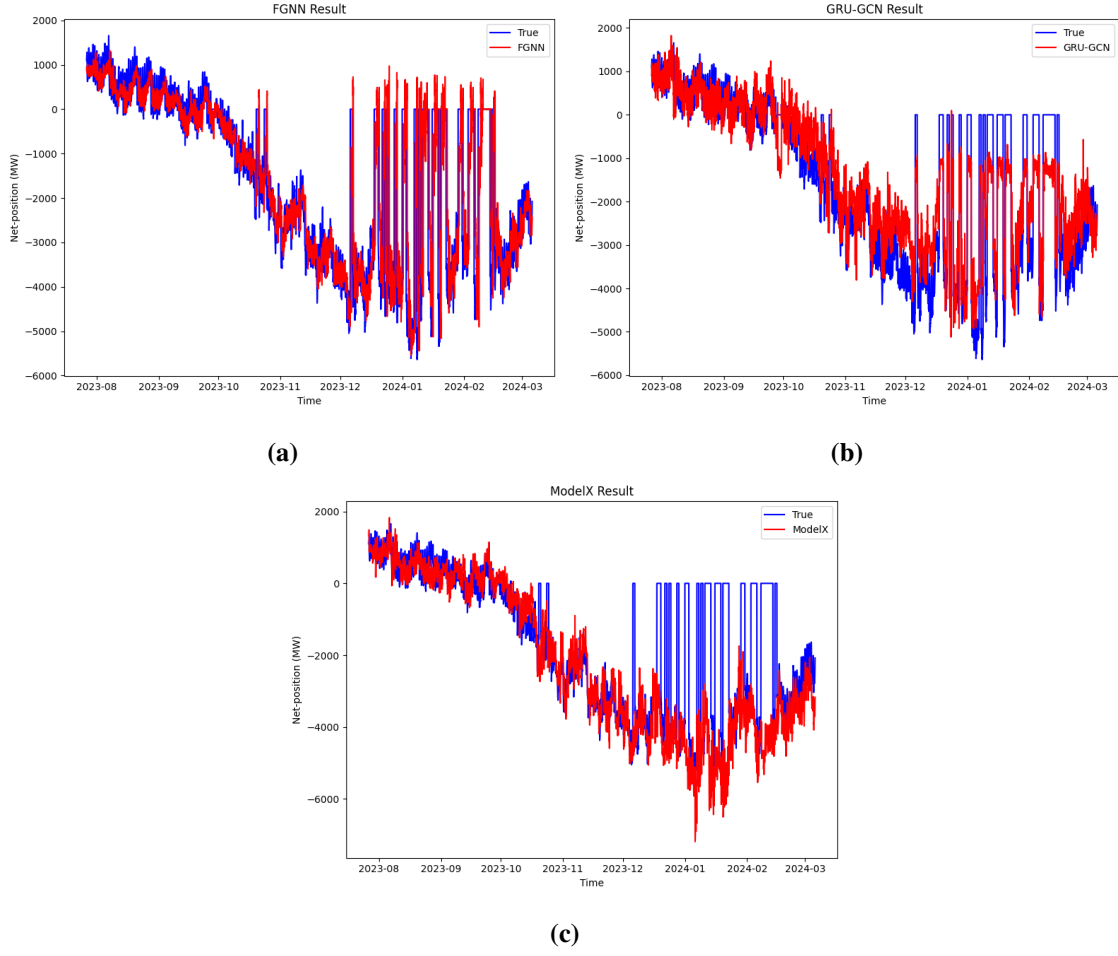 FGNN Result
True
FGNN
Net-position (MW)
2000
1000
0
−1000
−2000
−3000
−4000
−5000
−6000
2023-08 2023-09 2023-10 2023-11 2023-12 2024-01 2024-02 2024-03
Time
(a)
GRU-GCN Result
True
GRU-GCN
Net-position (MW)
2000
1000
0
−1000
−2000
−3000
−4000
−5000
−6000
2023-08 2023-09 2023-10 2023-11 2023-12 2024-01 2024-02 2024-03
Time
(b)
ModelX Result
True
ModelX
Net-position (MW)
2000
0
−2000
−4000
−6000
2023-08 2023-09 2023-10 2023-11 2023-12 2024-01 2024-02 2024-03
Time
(c)